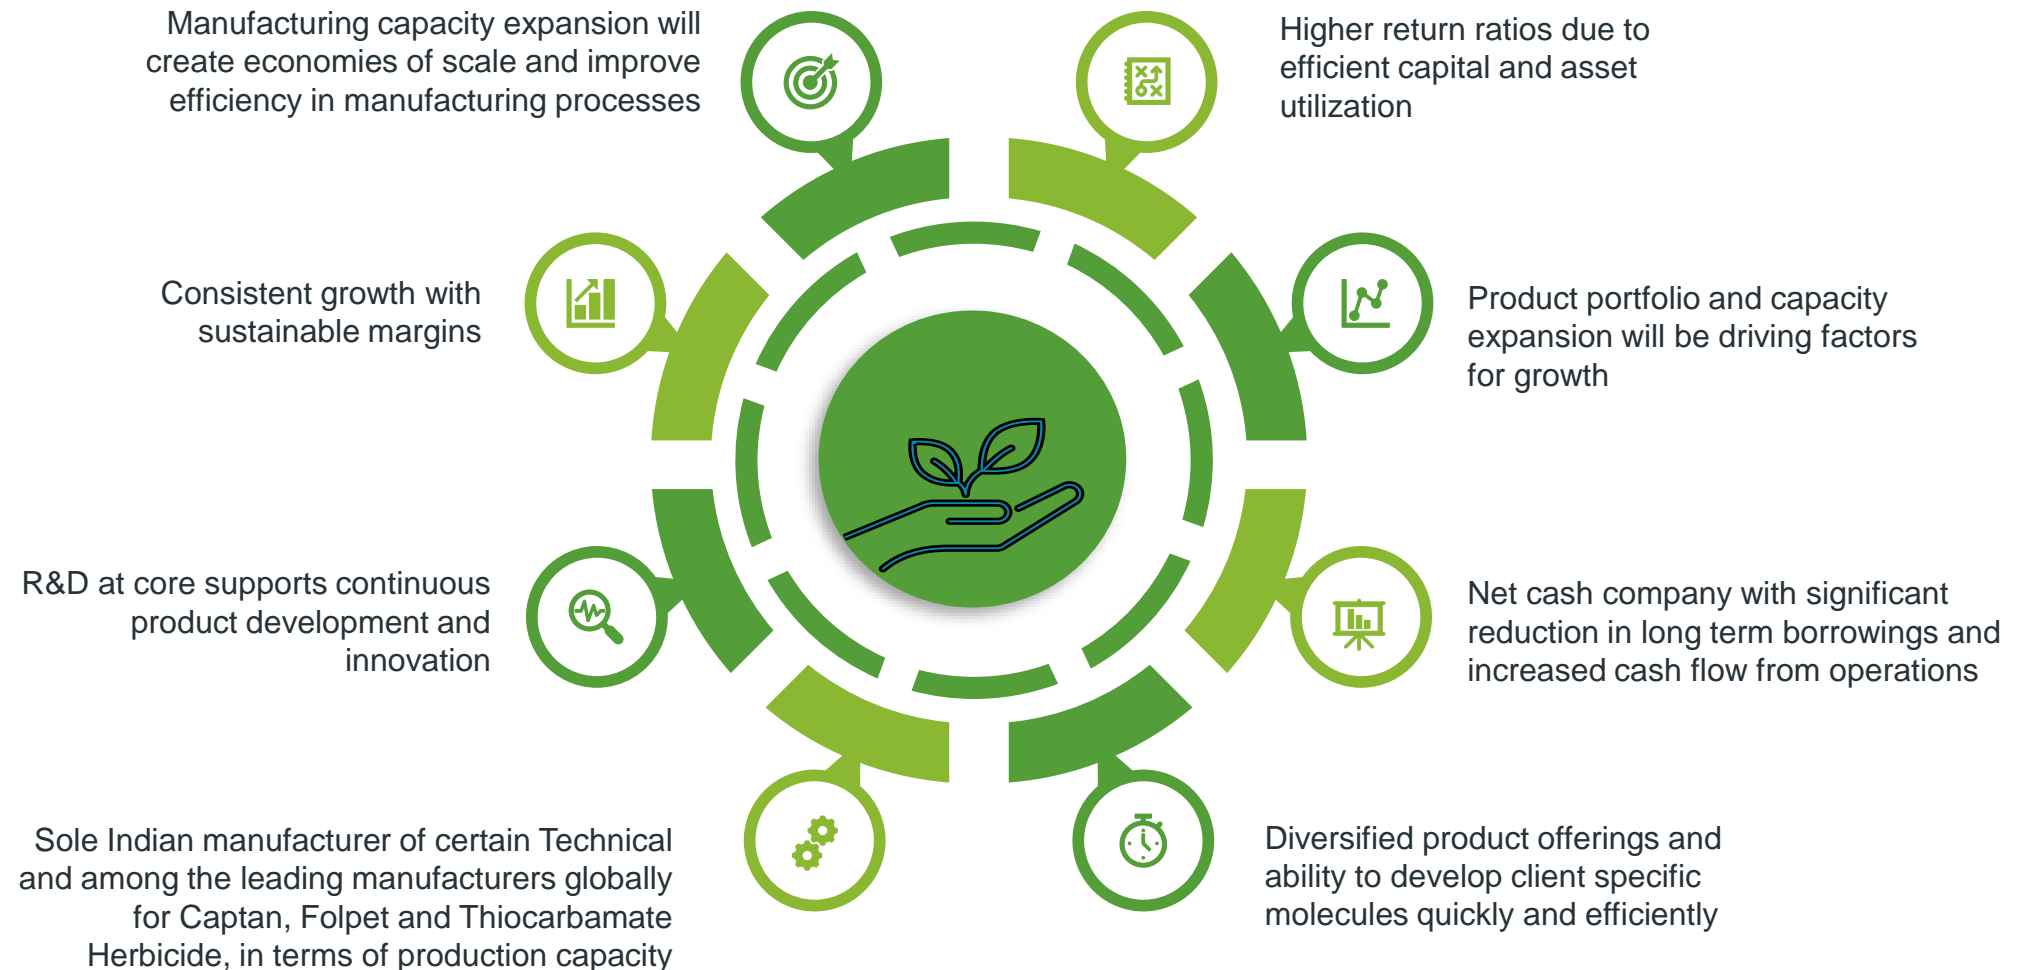 Manufacturing capacity expansion will
create economies of scale and improve
efficiency in manufacturing processes
Higher return ratios due to
efficient capital and asset
utilization
Consistent growth with
sustainable margins
Product portfolio and capacity
expansion will be driving factors
for growth
R&D at core supports continuous
product development and
innovation
Net cash company with significant
reduction in long term borrowings and
increased cash flow from operations
Sole Indian manufacturer of certain Technical
and among the leading manufacturers globally
for Captan, Folpet and Thiocarbamate
Herbicide, in terms of production capacity
Diversified product offerings and
ability to develop client specific
molecules quickly and efficiently